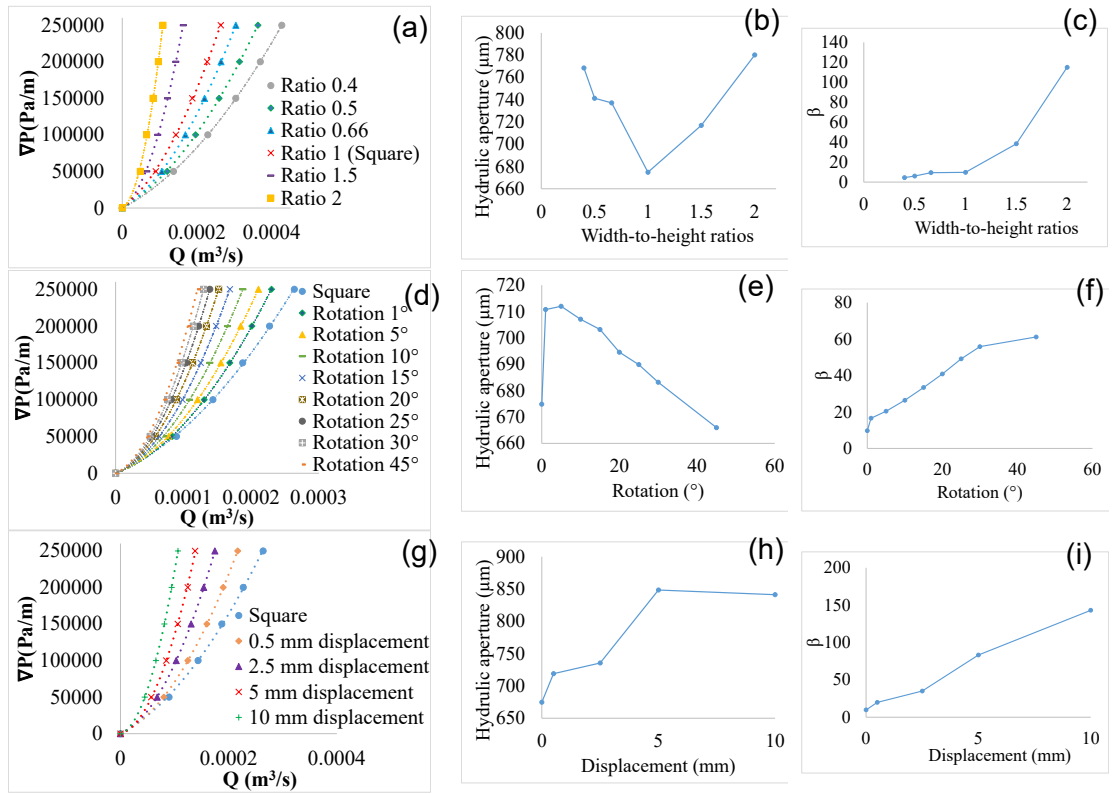 (a)
∇P(Pa/m)
250000
200000
150000
100000
50000
0
0 0.0002 0.0004
Q (m³/s)
Ratio 0.4
Ratio 0.5
Ratio 0.66
Ratio 1 (Square)
Ratio 1.5
Ratio 2
(b)
Hydrulic aperture (µm)
800
780
760
740
720
700
680
660
0 0.5 1 1.5 2
Width-to-height ratios
(c)
β
140
120
100
80
60
40
20
0
0 0.5 1 1.5 2
Width-to-height ratios
(d)
∇P(Pa/m)
250000
200000
150000
100000
50000
0
0 0.0001 0.0002 0.0003
Q (m³/s)
Square
Rotation 1°
Rotation 5°
Rotation 10°
Rotation 15°
Rotation 20°
Rotation 25°
Rotation 30°
Rotation 45°
(e)
Hydrulic aperture (µm)
720
710
700
690
680
670
660
0 20 40 60
Rotation (°)
(f)
β
80
60
40
20
0
0 20 40 60
Rotation (°)
(g)
∇P(Pa/m)
250000
200000
150000
100000
50000
0
0 0.0002 0.0004
Q (m³/s)
Square
0.5 mm displacement
2.5 mm displacement
5 mm displacement
10 mm displacement
(h)
Hydrulic aperture (µm)
900
850
800
750
700
650
0 5 10
Displacement (mm)
(i)
β
200
150
100
50
0
0 5 10
Displacement (mm)